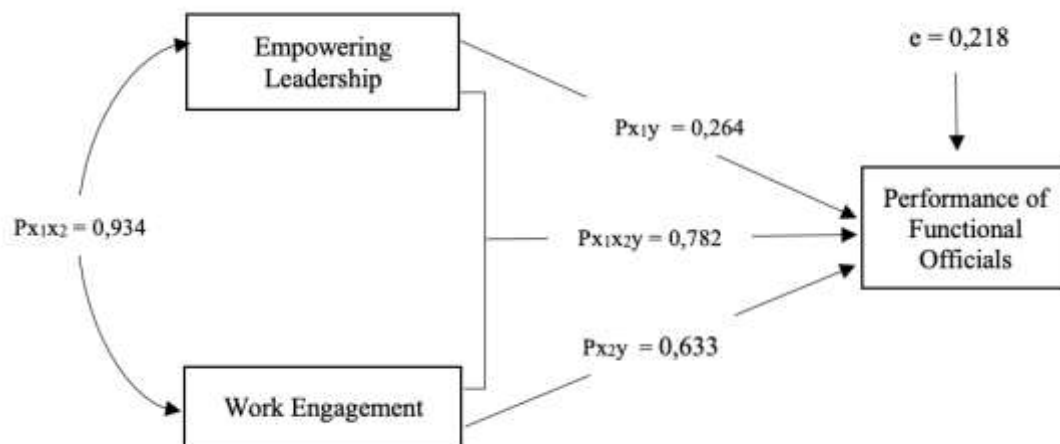 Empowering
Leadership
e = 0,218
Px₁y = 0,264
Performance of
Functional
Officials
Px₁x₂ = 0,934
Px₁x₂y = 0,782
Px₂y = 0,633
Work Engagement